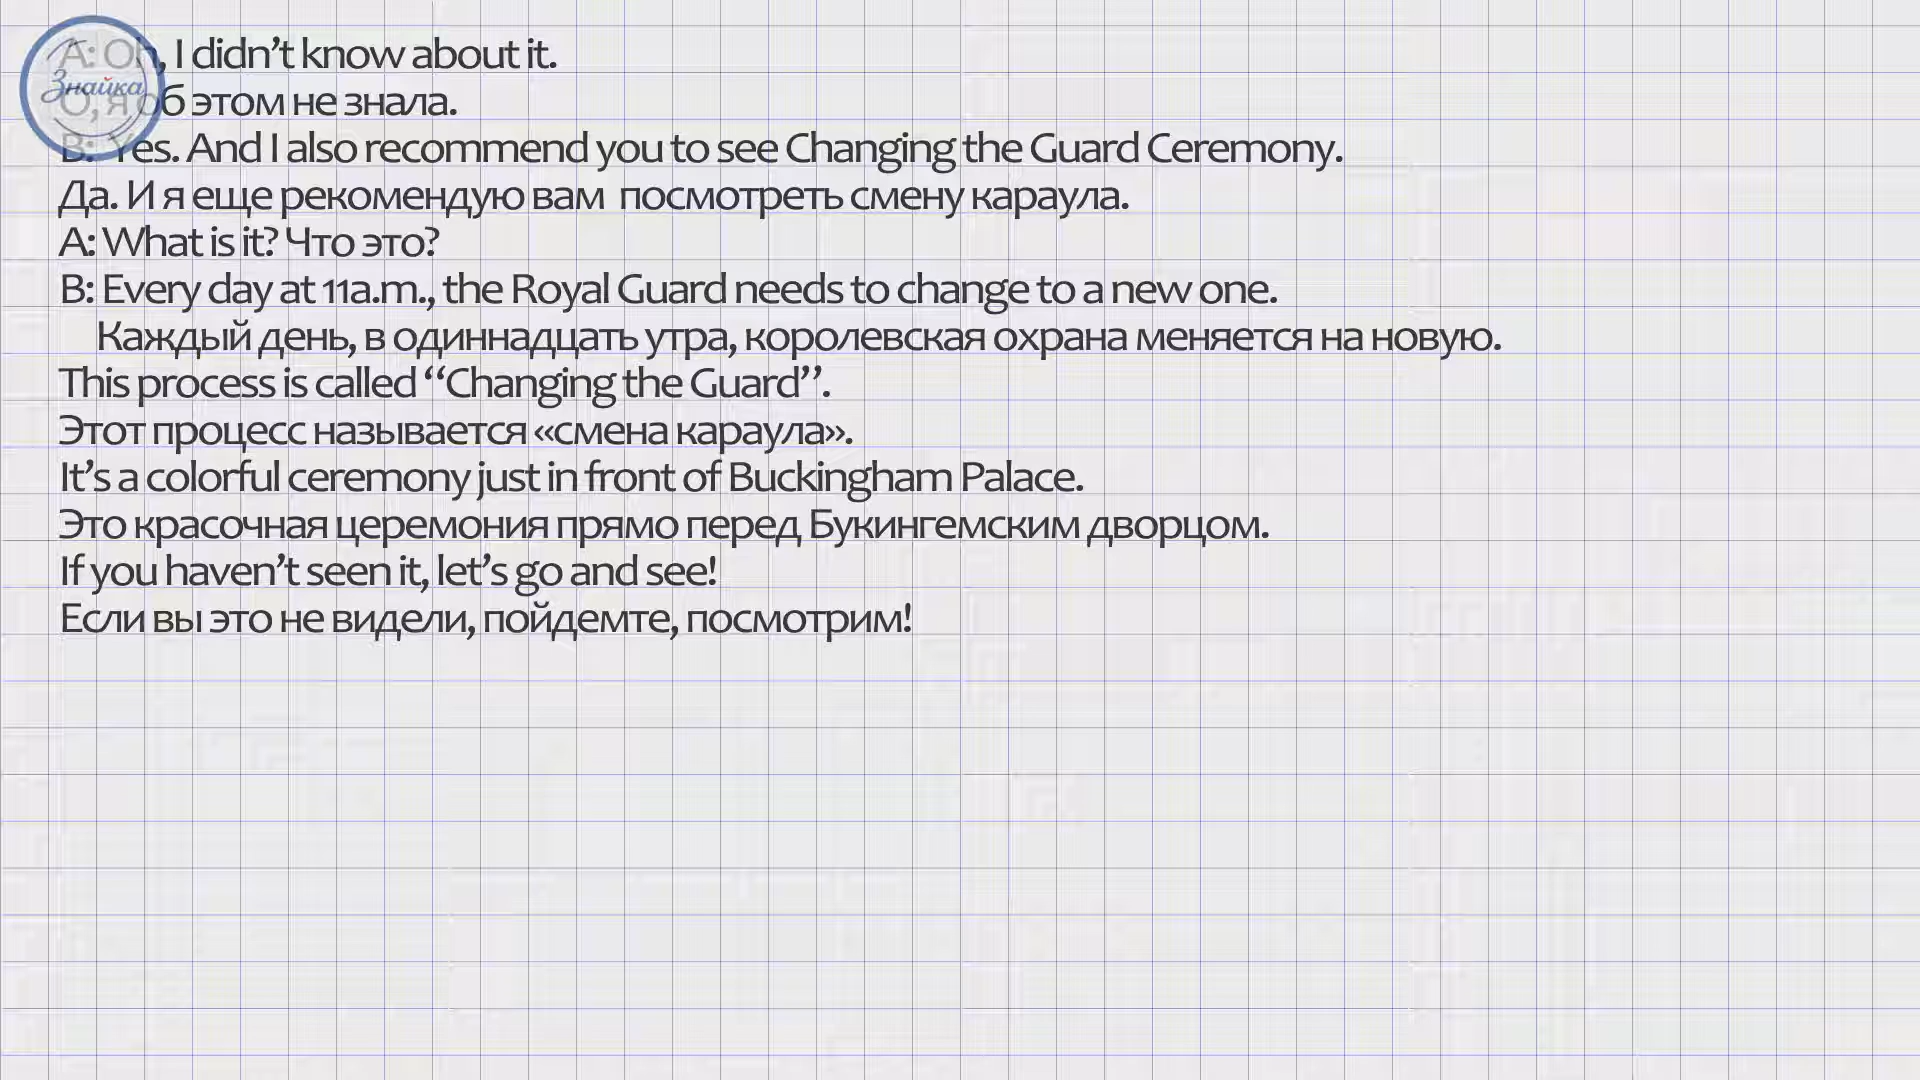 A: Oh, I didn’t know about it.
Знайка
О, я об этом не знала.
B: Yes. And I also recommend you to see Changing the Guard Ceremony.
Да. И я еще рекомендую вам посмотреть смену караула.
A: What is it? Что это?
B: Every day at 11a.m., the Royal Guard needs to change to a new one.
Каждый день, в одиннадцать утра, королевская охрана меняется на новую.
This process is called “Changing the Guard”.
Этот процесс называется «смена караула».
It’s a colorful ceremony just in front of Buckingham Palace.
Это красочная церемония прямо перед Букингемским дворцом.
If you haven’t seen it, let’s go and see!
Если вы это не видели, пойдемте, посмотрим!